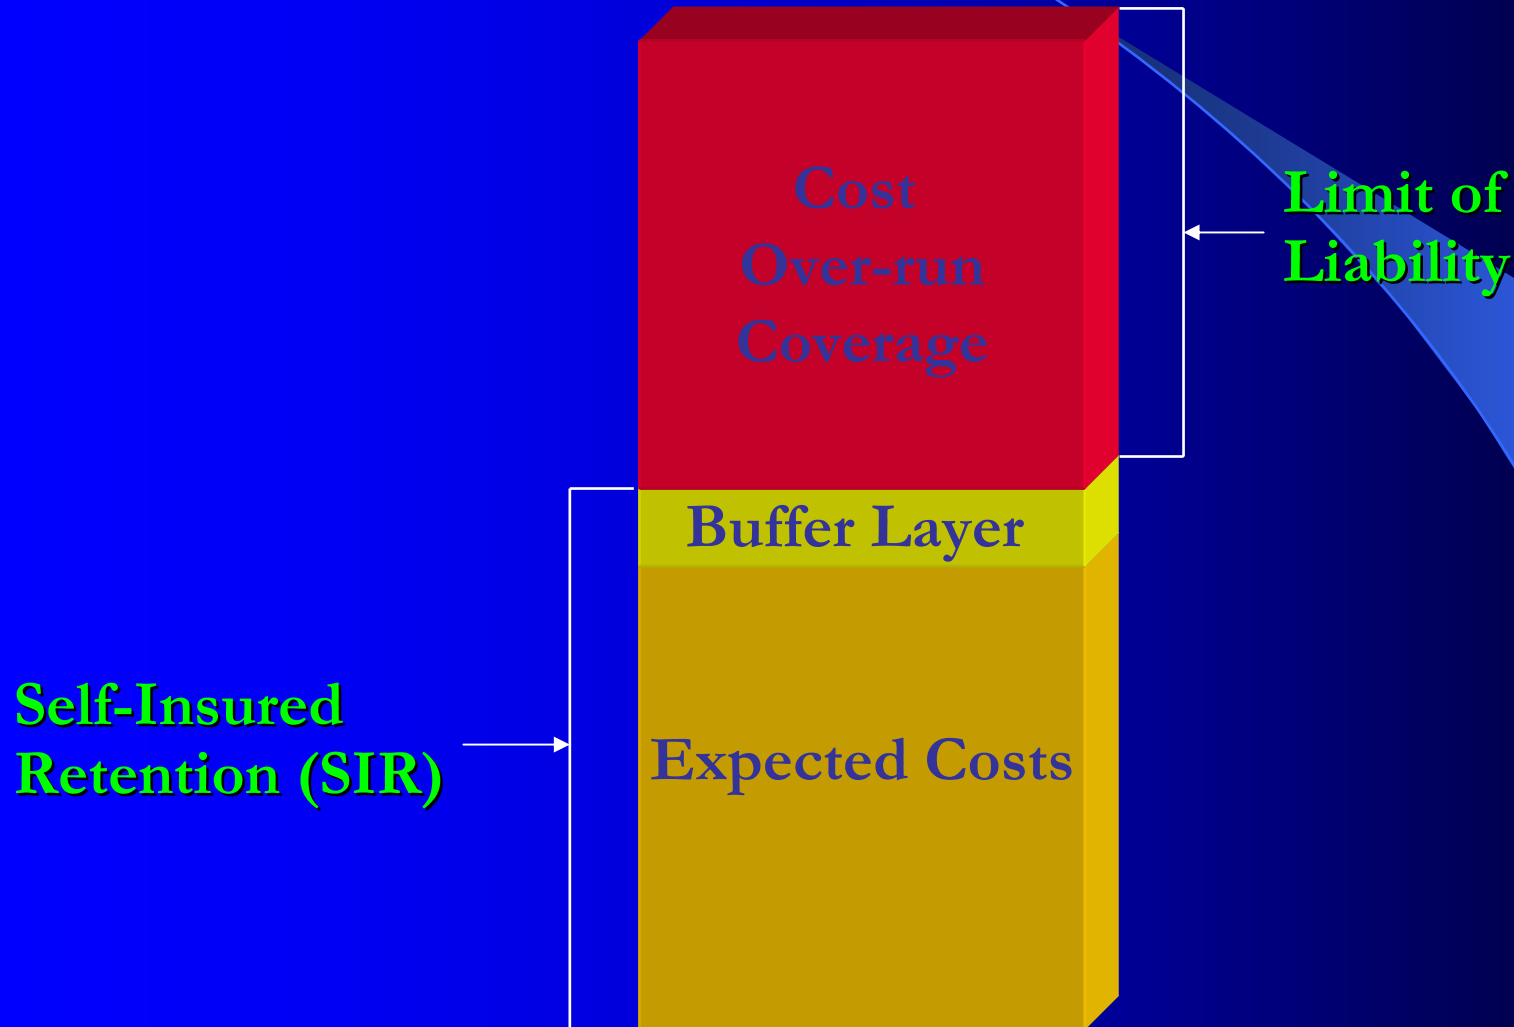 Cost
Over-run
Coverage
Limit of
Liability
Buffer Layer
Self-Insured
Retention (SIR)
Expected Costs